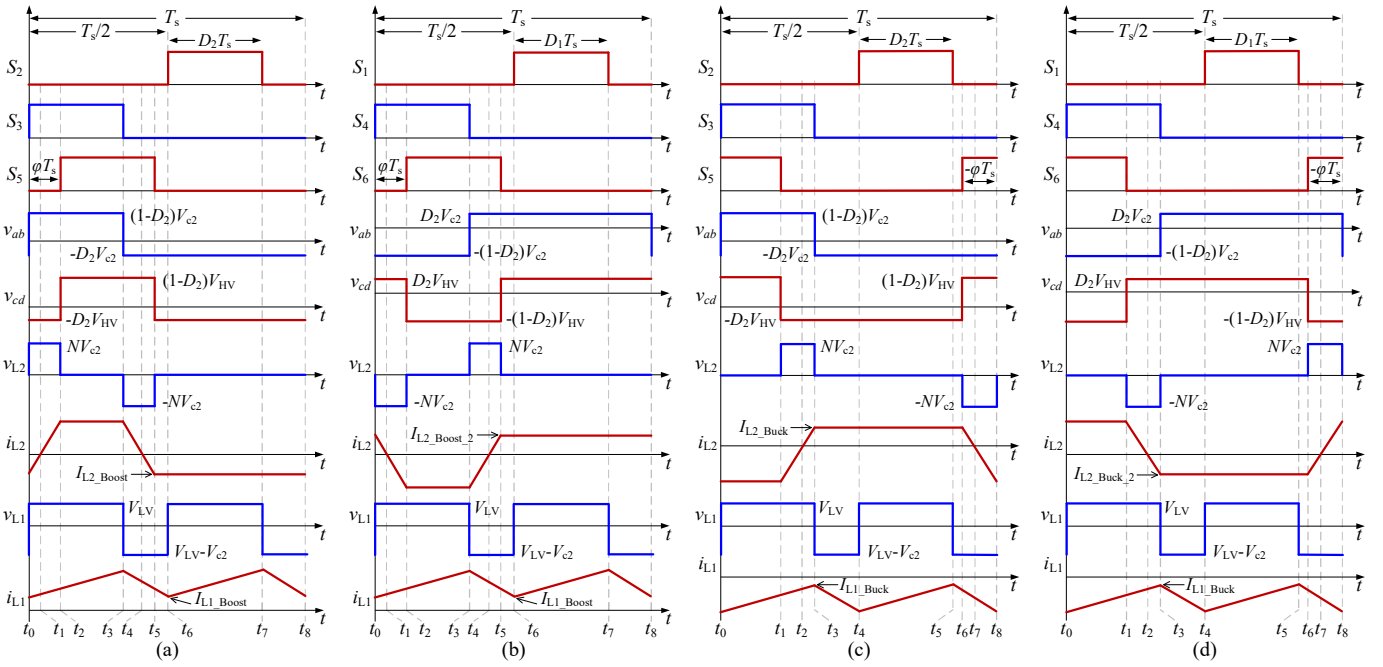 T_s
T_s/2
D_2T_s
S_2
t
S_3
t
φT_s
S_5
t
(1-D_2)V_c2
v_ab
-D_2V_c2
t
(1-D_2)V_HV
v_cd
-D_2V_HV
t
NV_c2
v_L2
-NV_c2
t
i_L2
I_L2_Boost
t
v_L1
V_LV
V_LV-V_c2
t
i_L1
I_L1_Boost
t
t_0 t_1 t_2 t_3 t_4 t_5 t_6 t_7 t_8
(a)
T_s
T_s/2
D_1T_s
S_1
t
S_4
t
φT_s
S_6
t
D_2V_c2
v_ab
-(1-D_2)V_c2
t
v_cd
D_2V_HV
-(1-D_2)V_HV
t
NV_c2
v_L2
-NV_c2
t
I_L2_Boost_2
i_L2
t
v_L1
V_LV
V_LV-V_c2
t
i_L1
I_L1_Boost
t
t_0 t_1 t_2 t_3 t_4 t_5 t_6 t_7 t_8
(b)
T_s
T_s/2
D_2T_s
S_2
t
S_3
t
-φT_s
S_5
t
(1-D_2)V_c2
v_ab
-D_2V_c2
t
(1-D_2)V_HV
v_cd
-D_2V_HV
t
NV_c2
v_L2
-NV_c2
t
I_L2_Buck
i_L2
t
v_L1
V_LV
V_LV-V_c2
t
I_L1_Buck
i_L1
t
t_0 t_1 t_2 t_3 t_4 t_5 t_6 t_7 t_8
(c)
T_s
T_s/2
D_1T_s
S_1
t
S_4
t
-φT_s
S_6
t
D_2V_c2
v_ab
-(1-D_2)V_c2
t
D_2V_HV
v_cd
-(1-D_2)V_HV
t
NV_c2
v_L2
-NV_c2
t
i_L2
I_L2_Buck_2
t
v_L1
V_LV
V_LV-V_c2
t
I_L1_Buck
i_L1
t
t_0 t_1 t_2 t_3 t_4 t_5 t_6 t_7 t_8
(d)